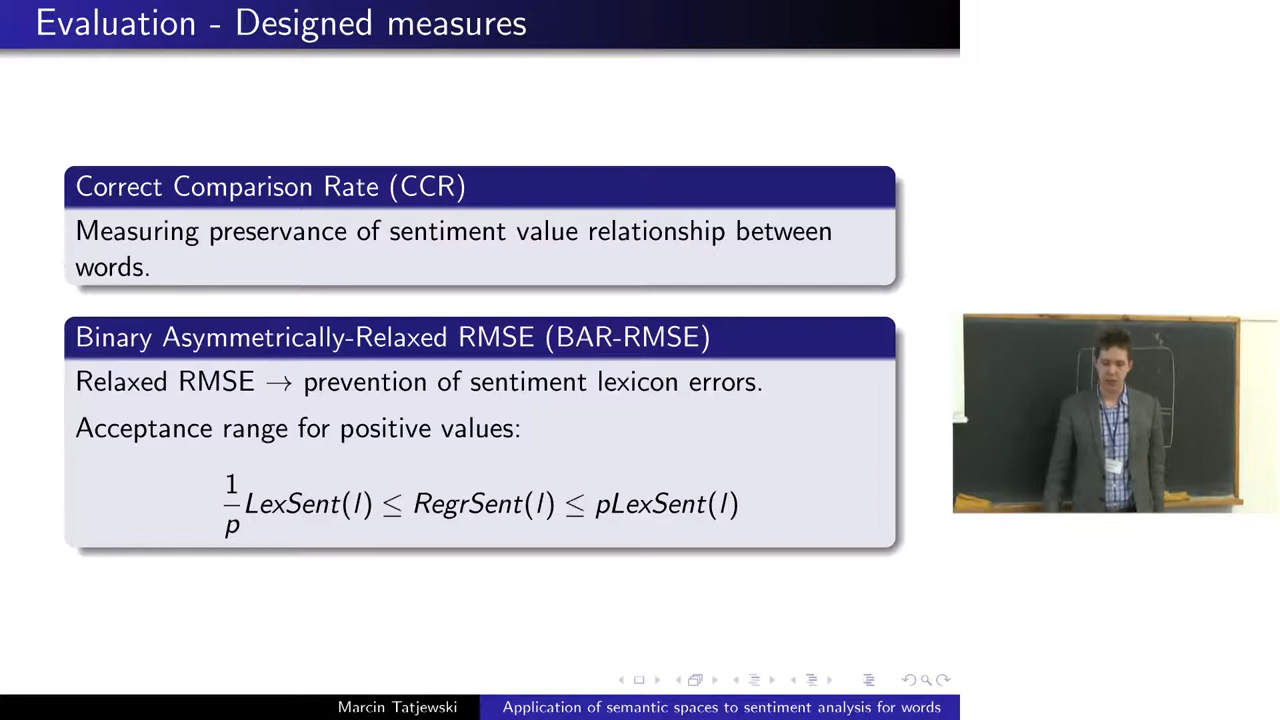 Evaluation - Designed measures
Correct Comparison Rate (CCR)
Measuring preservance of sentiment value relationship between
words.
Binary Asymmetrically-Relaxed RMSE (BAR-RMSE)
Relaxed RMSE → prevention of sentiment lexicon errors.
Acceptance range for positive values:
1/p LexSent(l) ≤ RegrSent(l) ≤ pLexSent(l)
Marcin Tatjewski
Application of semantic spaces to sentiment analysis for words